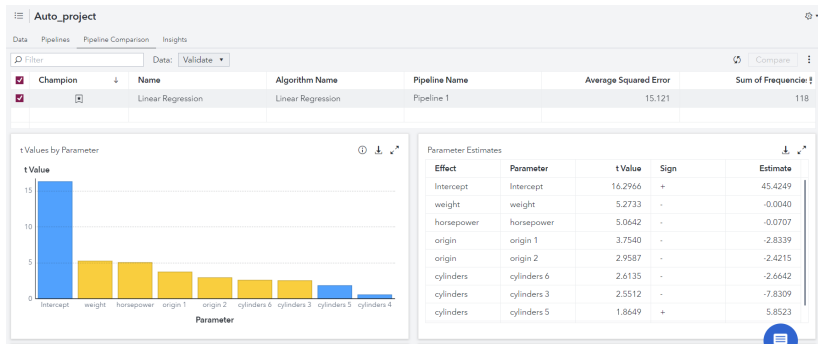 Auto_project
Data Pipelines Pipeline Comparison Insights
Filter Data: Validate Compare
Champion Name Algorithm Name Pipeline Name Average Squared Error Sum of Frequencies
Linear Regression Linear Regression Pipeline 1 15.121 118
t Values by Parameter
t Value
15
10
5
0
Intercept weight horsepower origin 1 origin 2 cylinders 6 cylinders 3 cylinders 5 cylinders 4
Parameter
Parameter Estimates
Effect Parameter t Value Sign Estimate
Intercept Intercept 16.2966 + 45.4249
weight weight 5.2733 - -0.0040
horsepower horsepower 5.0642 - -0.0707
origin origin 1 3.7540 - -2.8339
origin origin 2 2.9587 - -2.4215
cylinders cylinders 6 2.6135 - -2.6642
cylinders cylinders 3 2.5512 - -7.8309
cylinders cylinders 5 1.8649 + 5.8523